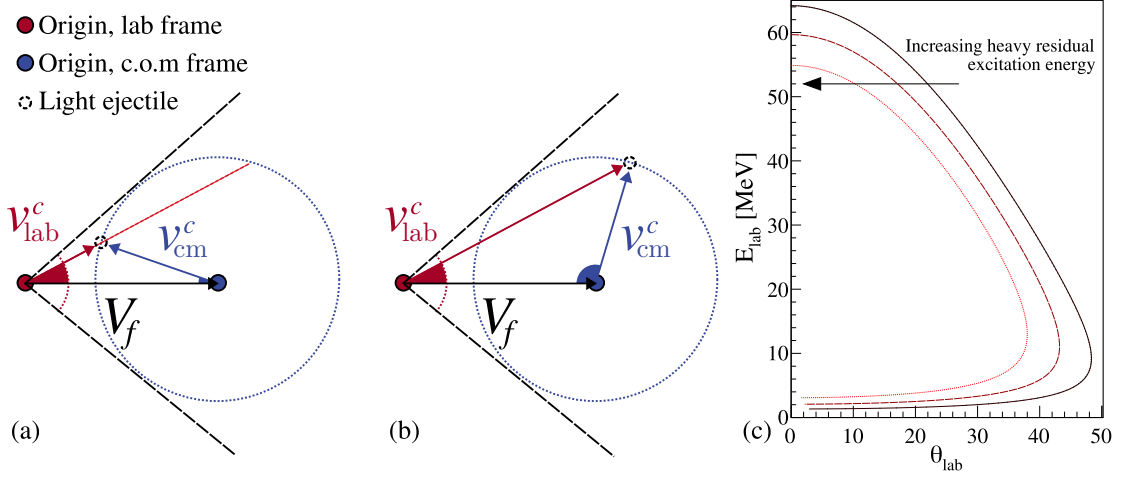 Origin, lab frame
Origin, c.o.m frame
Light ejectile
v^c_lab
v^c_cm
V_f
(a)
v^c_lab
v^c_cm
V_f
(b)
Increasing heavy residual
excitation energy
E_lab [MeV]
60
50
40
30
20
10
0
0 10 20 30 40 50
θ_lab
(c)